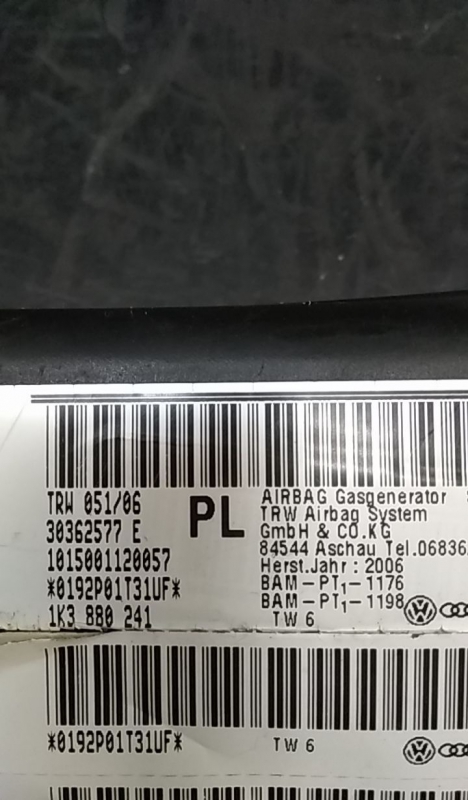 TRW 051/06
30362577 E
1015001120057
*0192P01T31UF*
1K3 880 241
PL
AIRBAG Gasgenerator
TRW Airbag System
GmbH & CO.KG
84544 Aschau Tel.06836
Herst.Jahr: 2006
BAM-PT1-1176
BAM-PT1-1198
TW 6
*0192P01T31UF*
TW 6